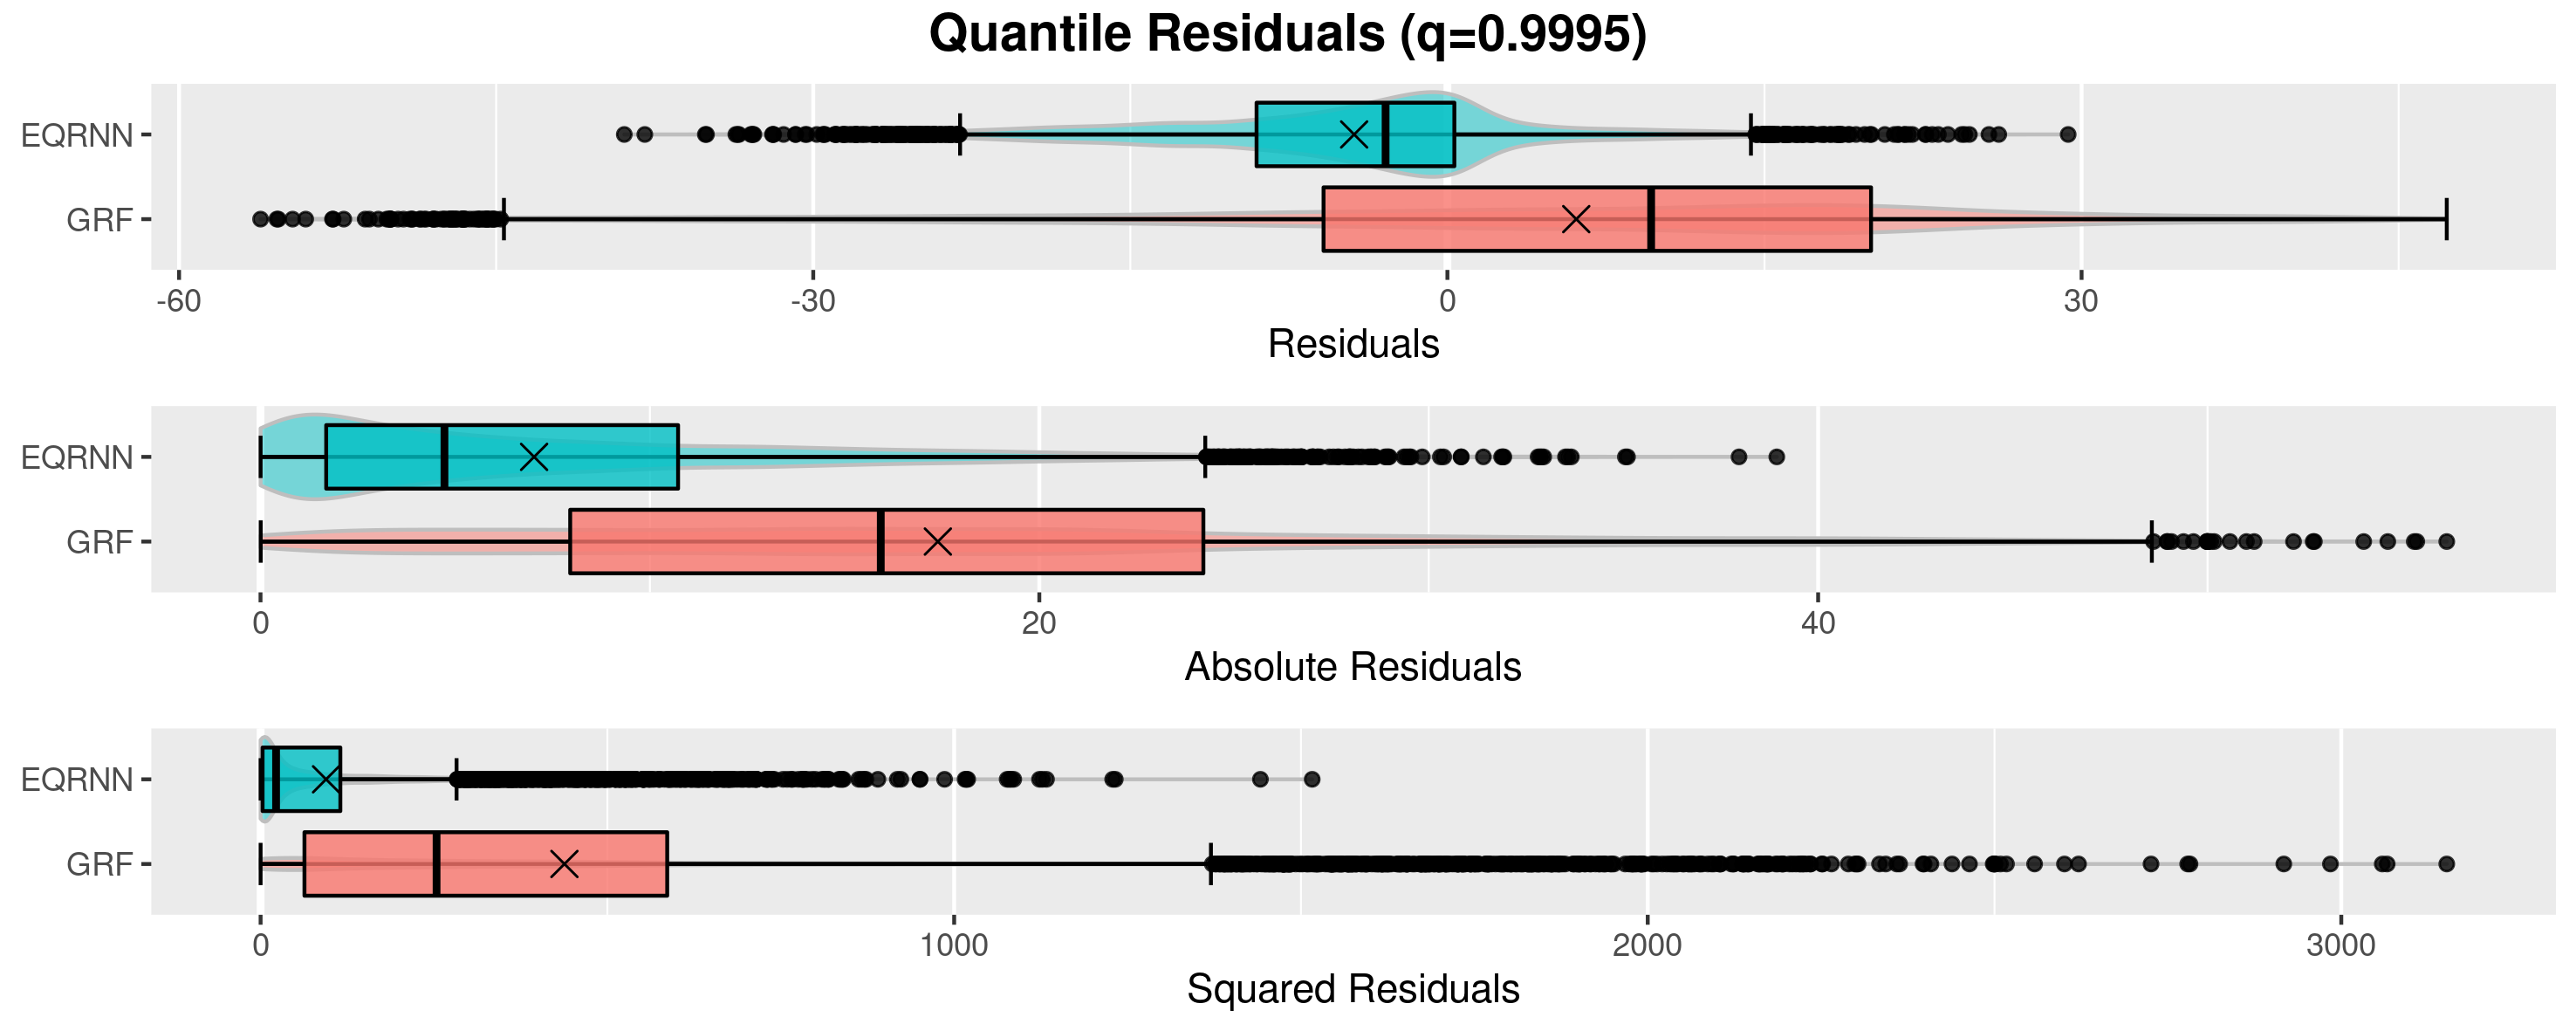 Quantile Residuals (q=0.9995)
EQRNN
GRF
-60 -30 0 30
Residuals
EQRNN
GRF
0 20 40
Absolute Residuals
EQRNN
GRF
0 1000 2000 3000
Squared Residuals